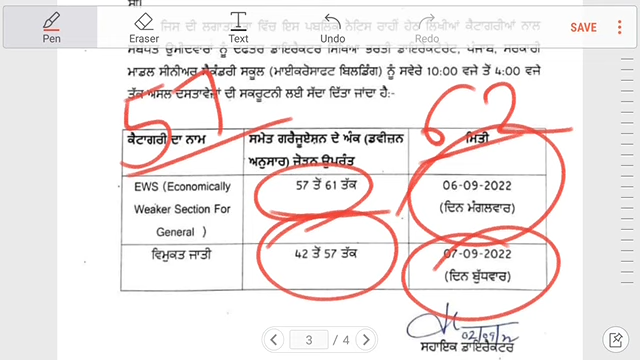 ਸੀ।
ਜਿਸ ਦੀ ਲਗਾਤਾਰਤਾ ਵਿੱਚ ਇਸ ਪਬਲਿਕ ਨੋਟਿਸ ਰਾਹੀਂ ਹੇਠ ਲਿਖੀਆਂ ਕੈਟਾਗਰੀਆਂ ਨਾਲ
Pen Eraser Text Undo Redo SAVE
ਸਬੰਧਤ ਉਮੀਦਵਾਰਾਂ ਨੂੰ ਦਫਤਰ ਡਾਇਰੈਕਟਰ ਸਿੱਖਿਆ ਭਰਤੀ ਡਾਇਰੈਕਟੋਰੇਟ, ਪੰਜਾਬ, ਸਰਕਾਰੀ
ਮਾਡਲ ਸੀਨੀਅਰ ਸੈਕੰਡਰੀ ਸਕੂਲ (ਮਾਈਕਰੋਸਾਫਟ ਬਿਲਡਿੰਗ) ਨੂੰ ਸਵੇਰੇ 10:00 ਵਜੇ ਤੋਂ 4:00 ਵਜੇ
ਤੱਕ ਅਸਲ ਦਸਤਾਵੇਜ਼ਾਂ ਦੀ ਸਕਰੂਟਨੀ ਲਈ ਸੱਦਾ ਦਿੱਤਾ ਜਾਂਦਾ ਹੈ:-
57 62
ਕੈਟਾਗਰੀ ਦਾ ਨਾਮ ਸਮੇਤ ਗਰੈਜੂਏਸ਼ਨ ਦੇ ਅੰਕ (ਡਵੀਜ਼ਨ ਮਿਤੀ
ਅਨੁਸਾਰ) ਜੋੜਨ ਉਪਰੰਤ
EWS (Economically 57 ਤੋਂ 61 ਤੱਕ 06-09-2022
Weaker Section For (ਦਿਨ ਮੰਗਲਵਾਰ)
General )
ਵਿਮੁਕਤ ਜਾਤੀ 42 ਤੋਂ 57 ਤੱਕ 07-09-2022
(ਦਿਨ ਬੁੱਧਵਾਰ)
02/09/22
3 / 4
ਸਹਾਇਕ ਡਾਇਰੈਕਟਰ